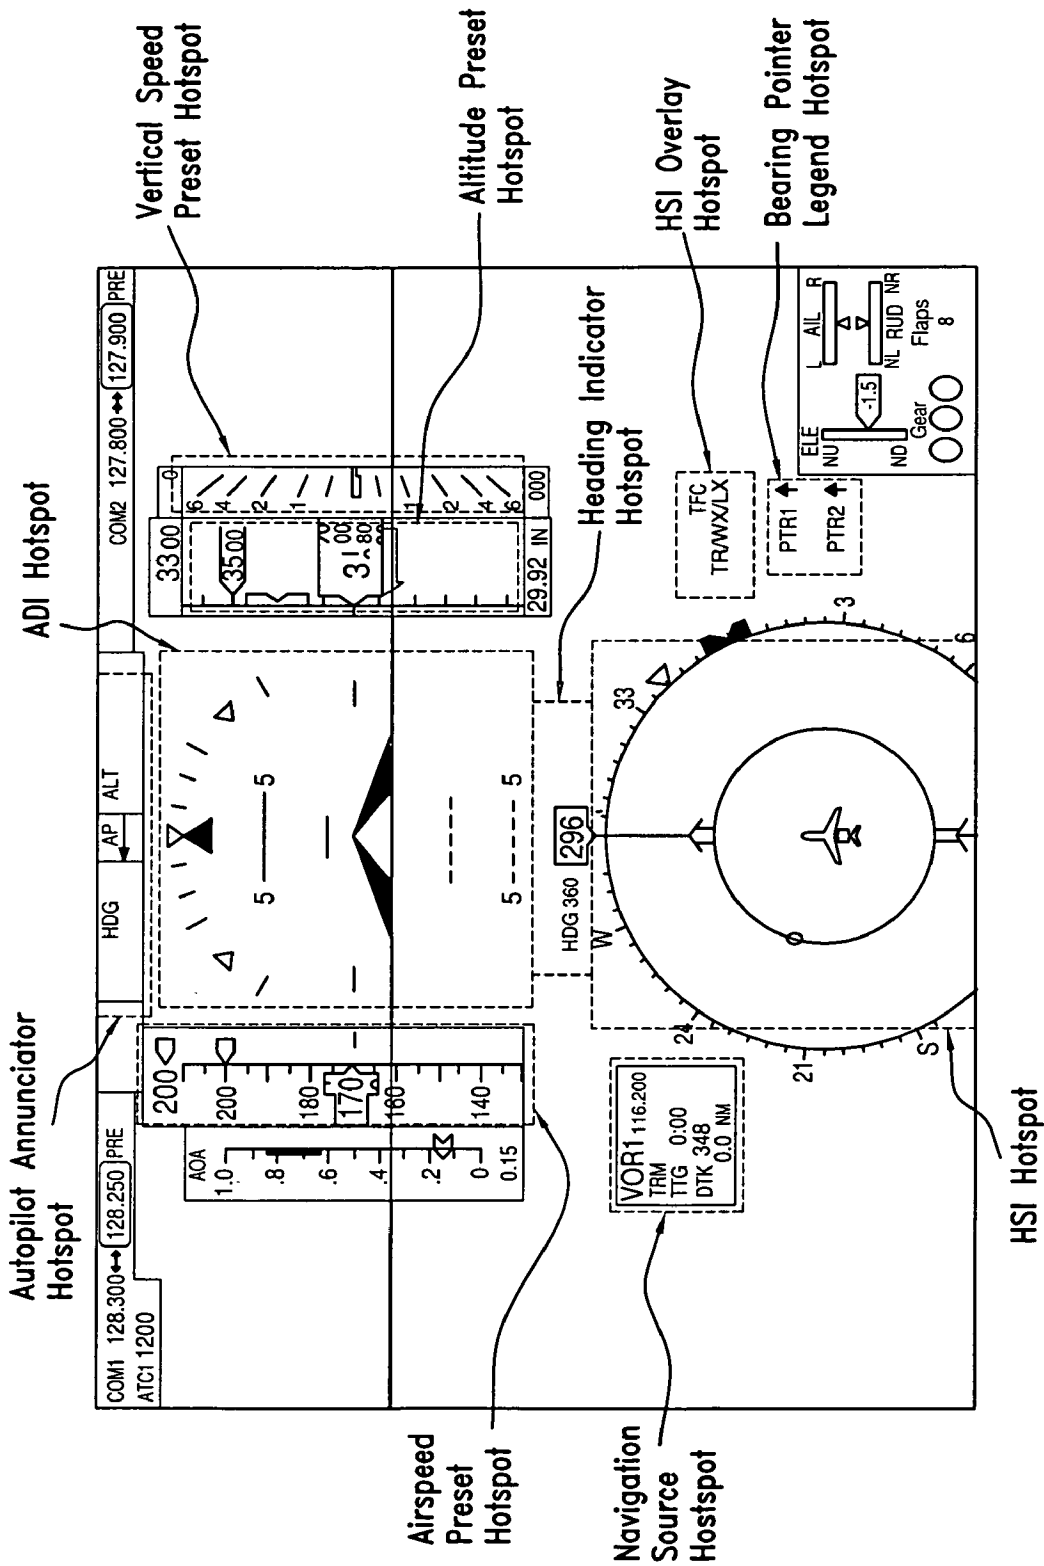 Autopilot Annunciator
Hotspot
ADI Hotspot
Vertical Speed
Preset Hotspot
Altitude Preset
Hotspot
HSI Overlay
Hotspot
Bearing Pointer
Legend Hotspot
Heading Indicator
Hotspot
HSI Hotspot
Navigation
Source
Hostspot
Airspeed
Preset
Hotspot
COM1 128.300 128.250 PRE
ATC1 1200
HDG AP ALT
COM2 127.800 127.900 PRE
AOA
1.0
.8
.6
.4
.2
0
0.15
200
200
180
170
160
140
5 5
5 5
3300
3500
29.92 IN
0
6
4
2
1
1
2
4
6
000
HDG 360
296
W
33
24
21
S
3
6
VOR1 116.200
TRM
TTG 0:00
DTK 348
0.0 NM
TFC
TR/WX/LX
PTR1
PTR2
ELE
NU
ND
-1.5
L AIL R
NL RUD NR
Gear
Flaps
8